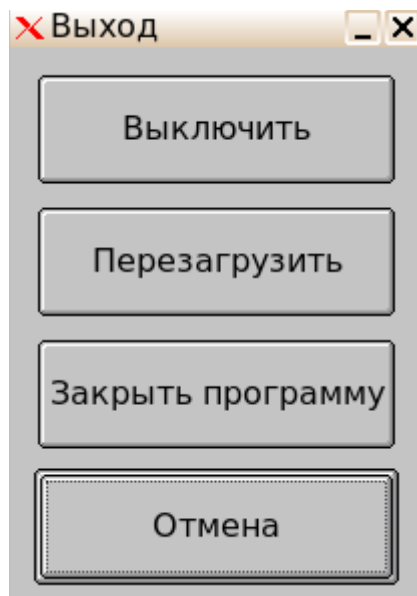 Выход
Выключить
Перезагрузить
Закрыть программу
Отмена